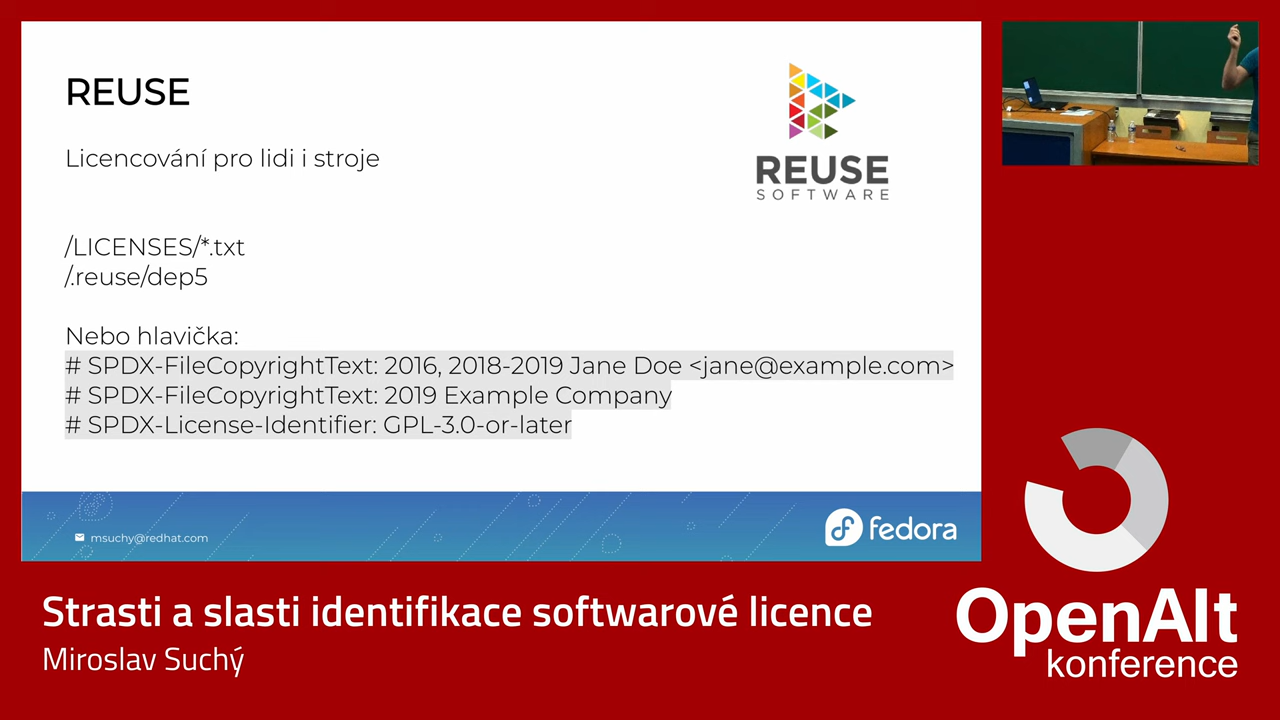 REUSE
Licencování pro lidi i stroje
REUSE
SOFTWARE
/LICENSES/*.txt
/.reuse/dep5
Nebo hlavička:
# SPDX-FileCopyrightText: 2016, 2018-2019 Jane Doe <jane@example.com>
# SPDX-FileCopyrightText: 2019 Example Company
# SPDX-License-Identifier: GPL-3.0-or-later
msuchy@redhat.com
fedora
Strasti a slasti identifikace softwarové licence
Miroslav Suchý
OpenAlt
konference